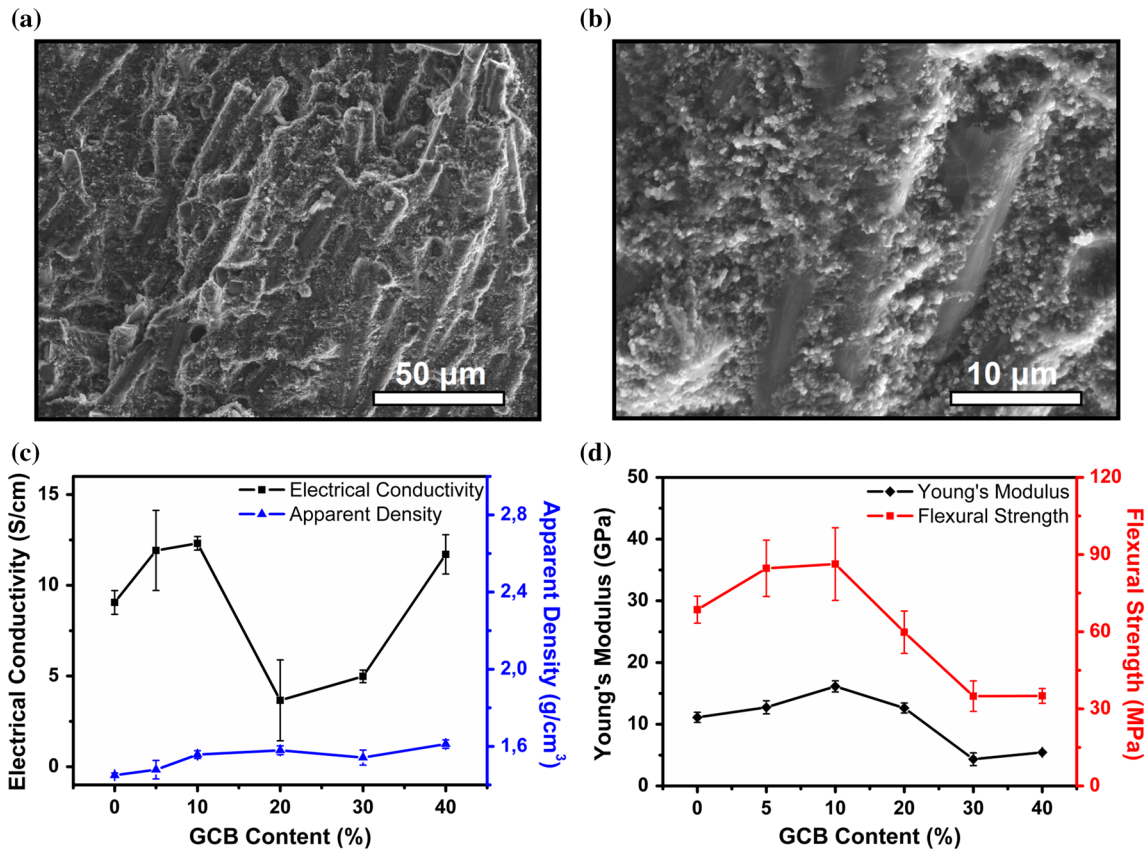 (a)
(b)
50 µm
10 µm
(c)
(d)
Electrical Conductivity (S/cm)
15
10
5
0
Electrical Conductivity
Apparent Density
2,8
2,4
2,0
1,6
Apparent Density (g/cm³)
0 10 20 30 40
GCB Content (%)
Young's Modulus (GPa)
50
40
30
20
10
0
Young's Modulus
Flexural Strength
120
90
60
30
0
Flexural Strength (MPa)
0 5 10 20 30 40
GCB Content (%)